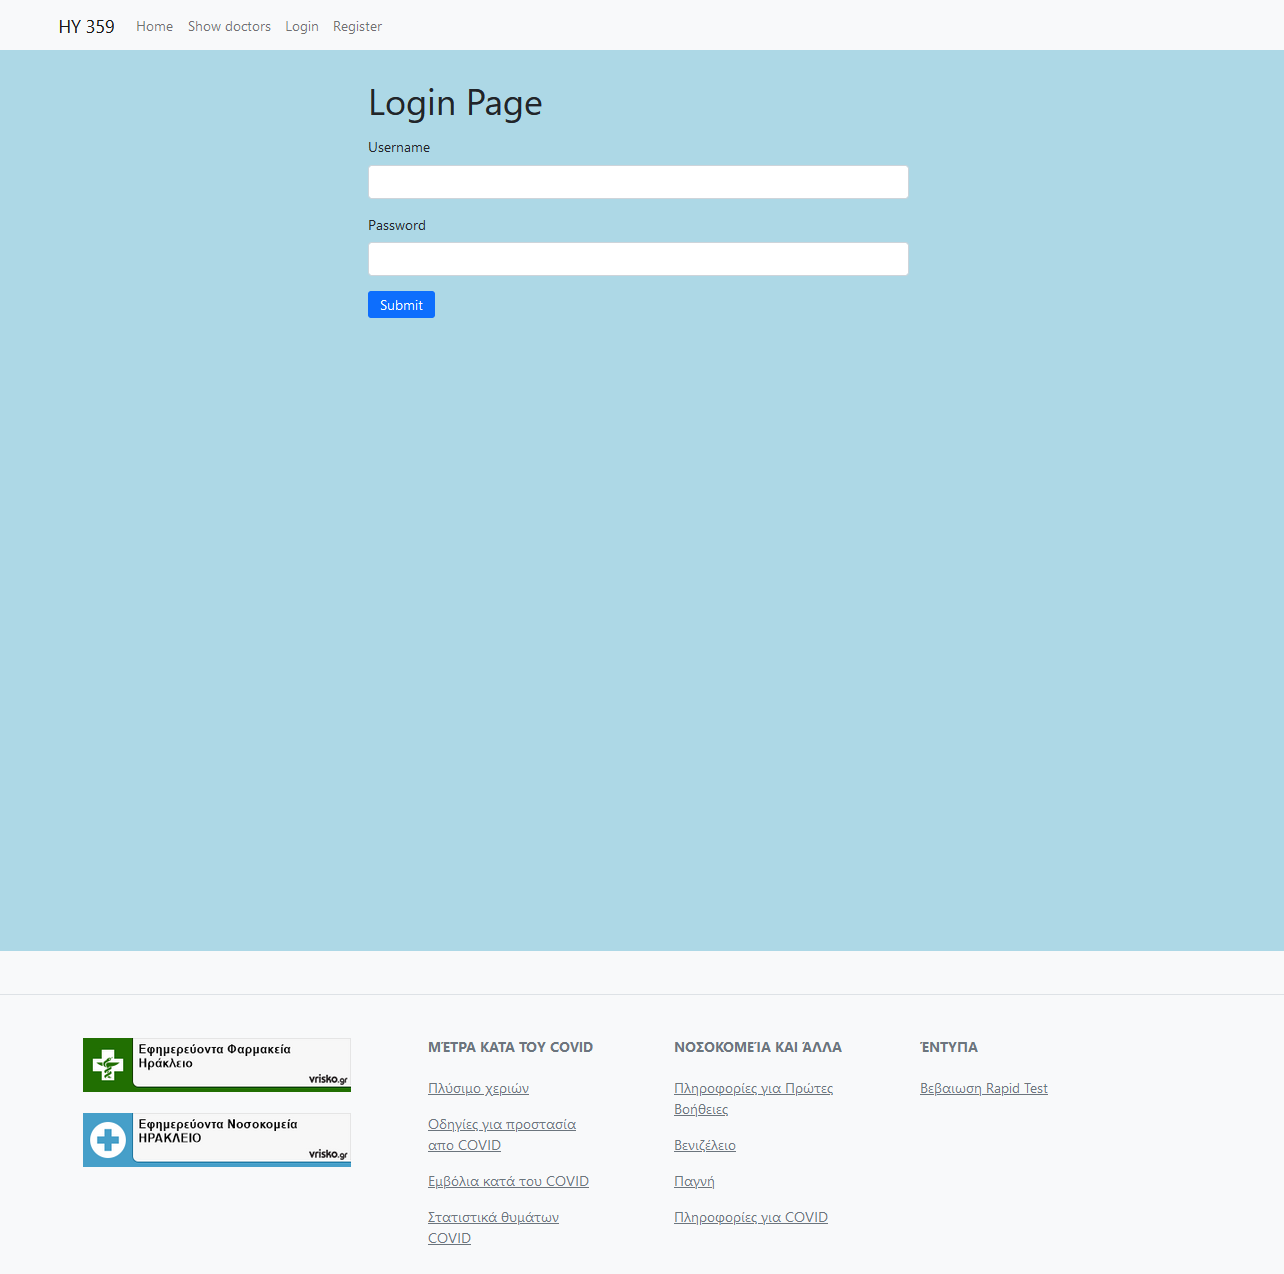 HY 359
Home
Show doctors
Login
Register
Login Page
Username
Password
Submit
Εφημερεύοντα Φαρμακεία
Ηράκλειο
vrisko.gr
Εφημερεύοντα Νοσοκομεία
ΗΡΑΚΛΕΙΟ
vrisko.gr
ΜΈΤΡΑ ΚΑΤΑ ΤΟΥ COVID
Πλύσιμο χεριών
Οδηγίες για προστασία
απο COVID
Εμβόλια κατά του COVID
Στατιστικά θυμάτων
COVID
ΝΟΣΟΚΟΜΕΊΑ ΚΑΙ ΆΛΛΑ
Πληροφορίες για Πρώτες
Βοήθειες
Βενιζέλειο
Παγνή
Πληροφορίες για COVID
ΈΝΤΥΠΑ
Βεβαιωση Rapid Test